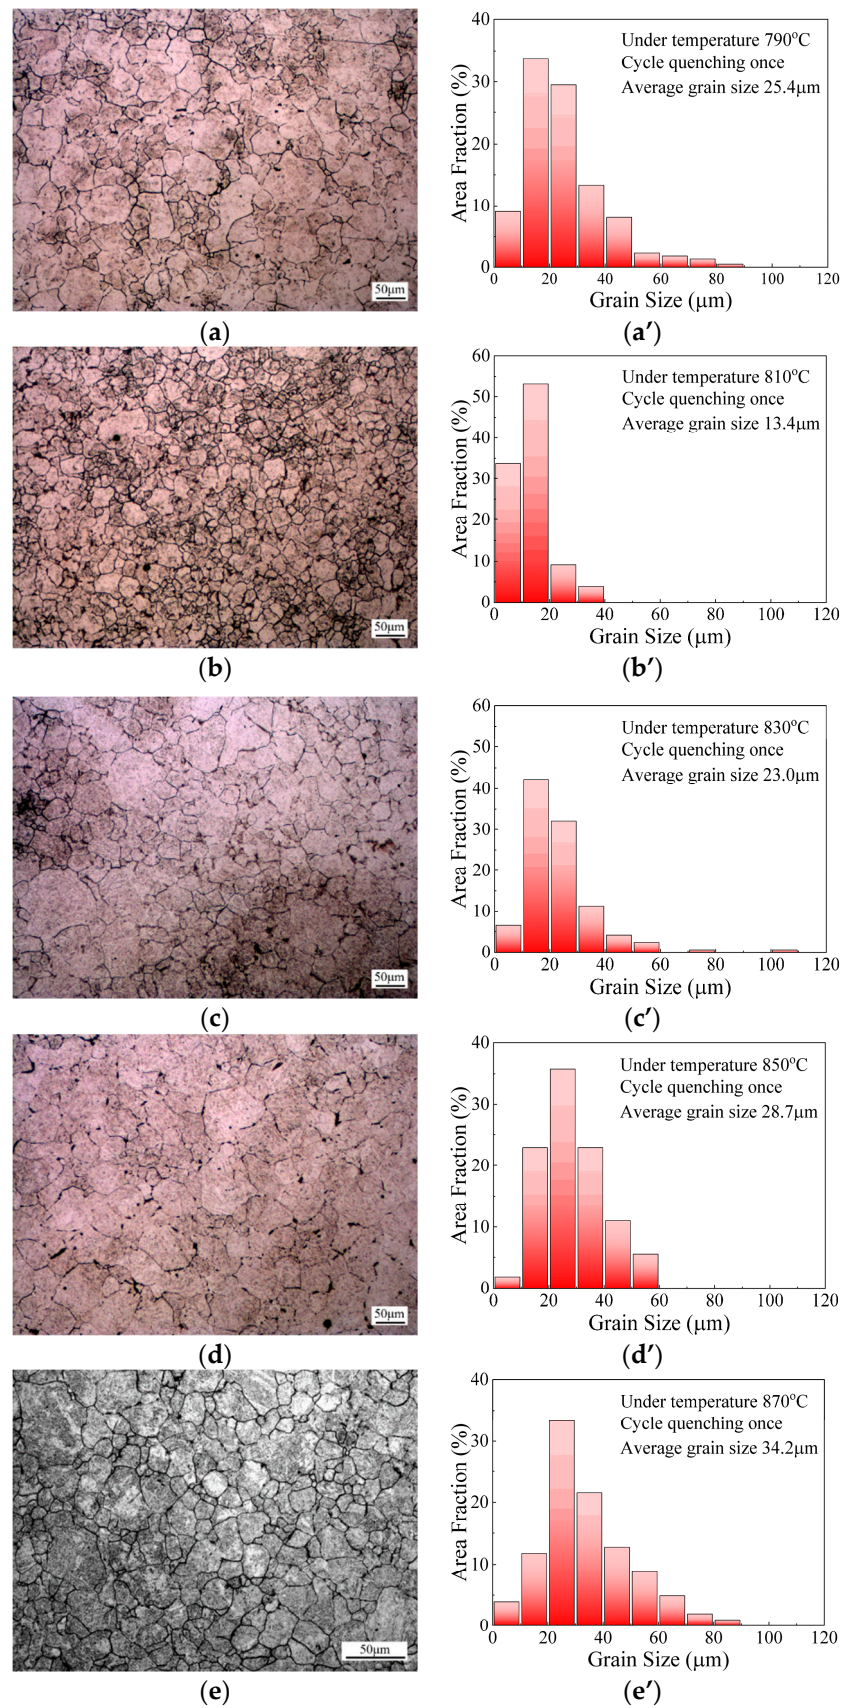 50μm
(a)
40
30
20
10
0
Area Fraction (%)
Under temperature 790°C
Cycle quenching once
Average grain size 25.4μm
0 20 40 60 80 100 120
Grain Size (μm)
(a’)
50μm
(b)
60
50
40
30
20
10
0
Area Fraction (%)
Under temperature 810°C
Cycle quenching once
Average grain size 13.4μm
0 20 40 60 80 100 120
Grain Size (μm)
(b’)
50μm
(c)
60
50
40
30
20
10
0
Area Fraction (%)
Under temperature 830°C
Cycle quenching once
Average grain size 23.0μm
0 20 40 60 80 100 120
Grain Size (μm)
(c’)
50μm
(d)
40
30
20
10
0
Area Fraction (%)
Under temperature 850°C
Cycle quenching once
Average grain size 28.7μm
0 20 40 60 80 100 120
Grain Size (μm)
(d’)
50μm
(e)
40
30
20
10
0
Area Fraction (%)
Under temperature 870°C
Cycle quenching once
Average grain size 34.2μm
0 20 40 60 80 100 120
Grain Size (μm)
(e’)